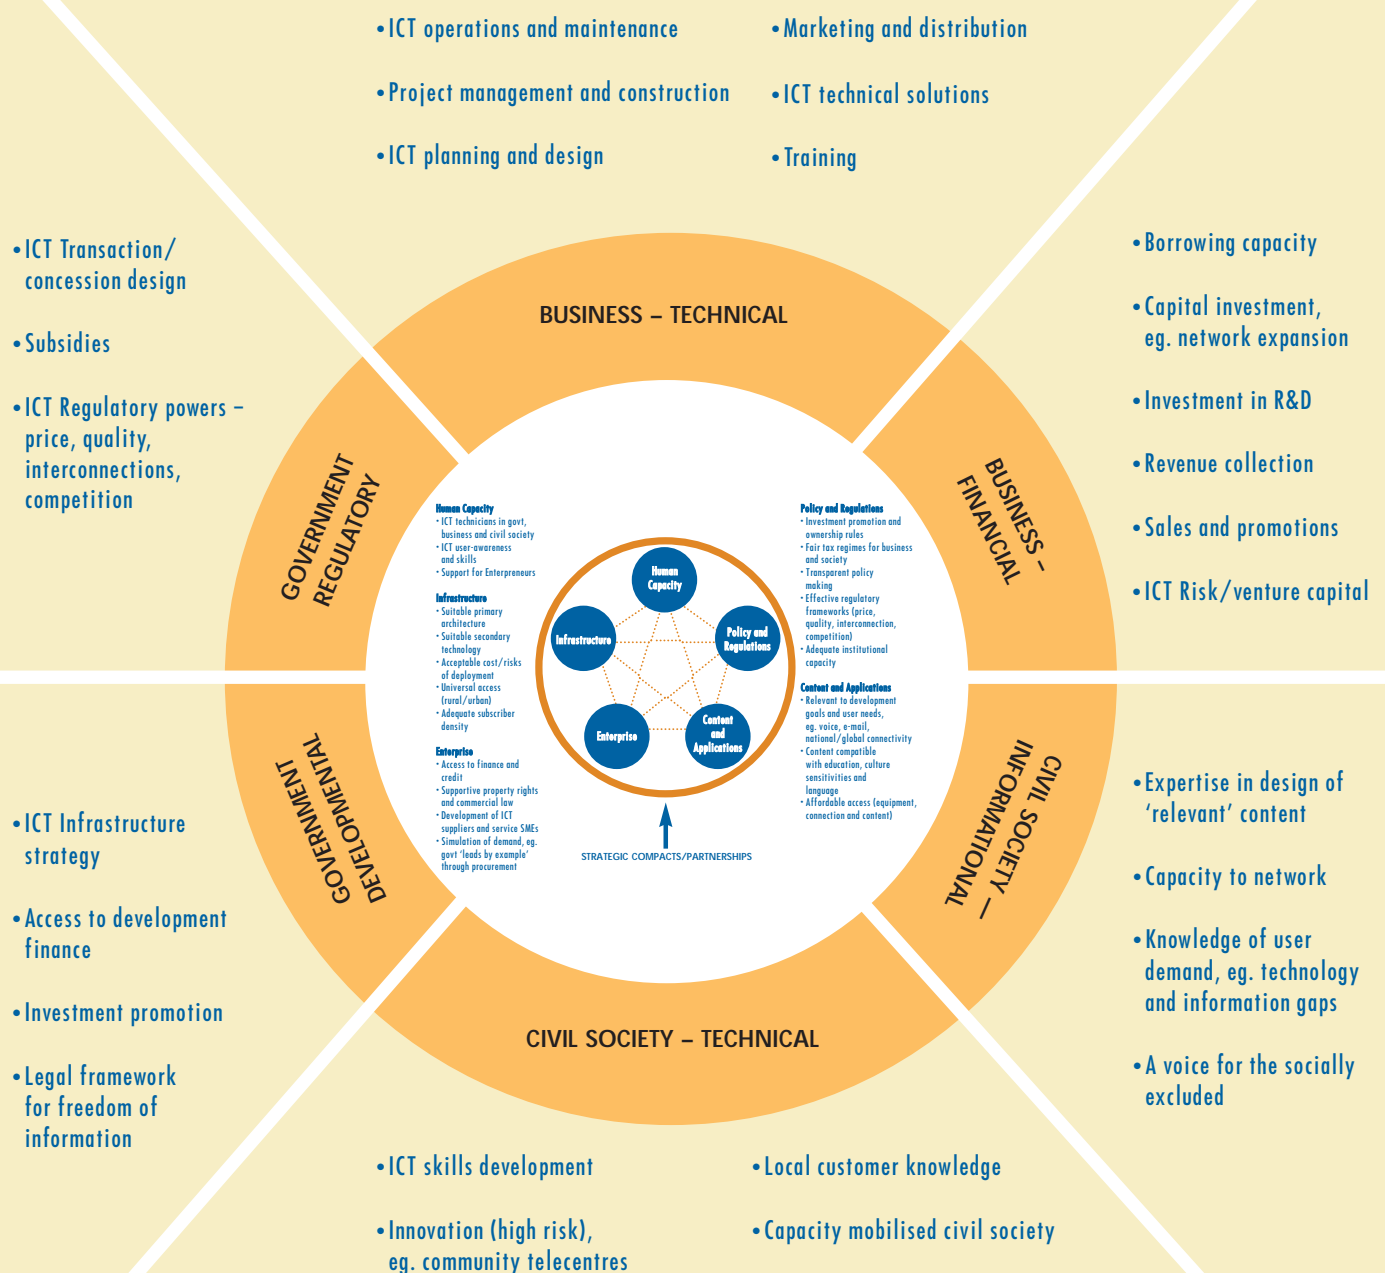 • ICT operations and maintenance
• Project management and construction
• ICT planning and design
• Marketing and distribution
• ICT technical solutions
• Training
• ICT Transaction/
concession design
• Subsidies
• ICT Regulatory powers –
price, quality,
interconnections,
competition
• Borrowing capacity
• Capital investment,
eg. network expansion
• Investment in R&D
• Revenue collection
• Sales and promotions
• ICT Risk/venture capital
BUSINESS – TECHNICAL
GOVERNMENT
REGULATORY
BUSINESS –
FINANCIAL
Human Capacity
• ICT technicians in govt,
business and civil society
• ICT user-awareness
and skills
• Support for Enterpreneurs
Infrastructure
• Suitable primary
architecture
• Suitable secondary
technology
• Acceptable cost/risks
of deployment
• Universal access
(rural/urban)
• Adequate subscriber
density
Enterprise
• Access to finance and
credit
• Supportive property rights
and commercial law
• Development of ICT
suppliers and service SMEs
• Simulation of demand, eg.
govt ‘leads by example’
through procurement
Human
Capacity
Infrastructure
Policy and
Regulations
Enterprise
Content
and
Applications
STRATEGIC COMPACTS/PARTNERSHIPS
Policy and Regulations
• Investment promotion and
ownership rules
• Fair tax regimes for business
and society
• Transparent policy
making
• Effective regulatory
frameworks (price,
quality, interconnection,
competition)
• Adequate institutional
capacity
Content and Applications
• Relevant to development
goals and user needs,
eg. voice, e-mail,
national/global connectivity
• Content compatible
with education, culture
sensitivities and
language
• Affordable access (equipment,
connection and content)
GOVERNMENT
DEVELOPMENTAL
CIVIL SOCIETY —
INFORMATIONAL
CIVIL SOCIETY – TECHNICAL
• ICT Infrastructure
strategy
• Access to development
finance
• Investment promotion
• Legal framework
for freedom of
information
• Expertise in design of
‘relevant’ content
• Capacity to network
• Knowledge of user
demand, eg. technology
and information gaps
• A voice for the socially
excluded
• ICT skills development
• Innovation (high risk),
eg. community telecentres
• Local customer knowledge
• Capacity mobilised civil society